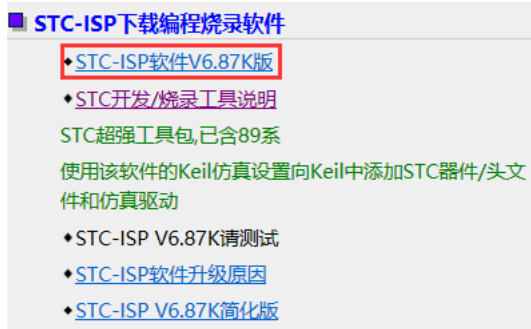 STC-ISP下载编程烧录软件
STC-ISP软件V6.87K版
STC开发/烧录工具说明
STC超强工具包,已含89系
使用该软件的Keil仿真设置向Keil中添加STC器件/头文
件和仿真驱动
STC-ISP V6.87K请测试
STC-ISP软件升级原因
STC-ISP V6.87K简化版